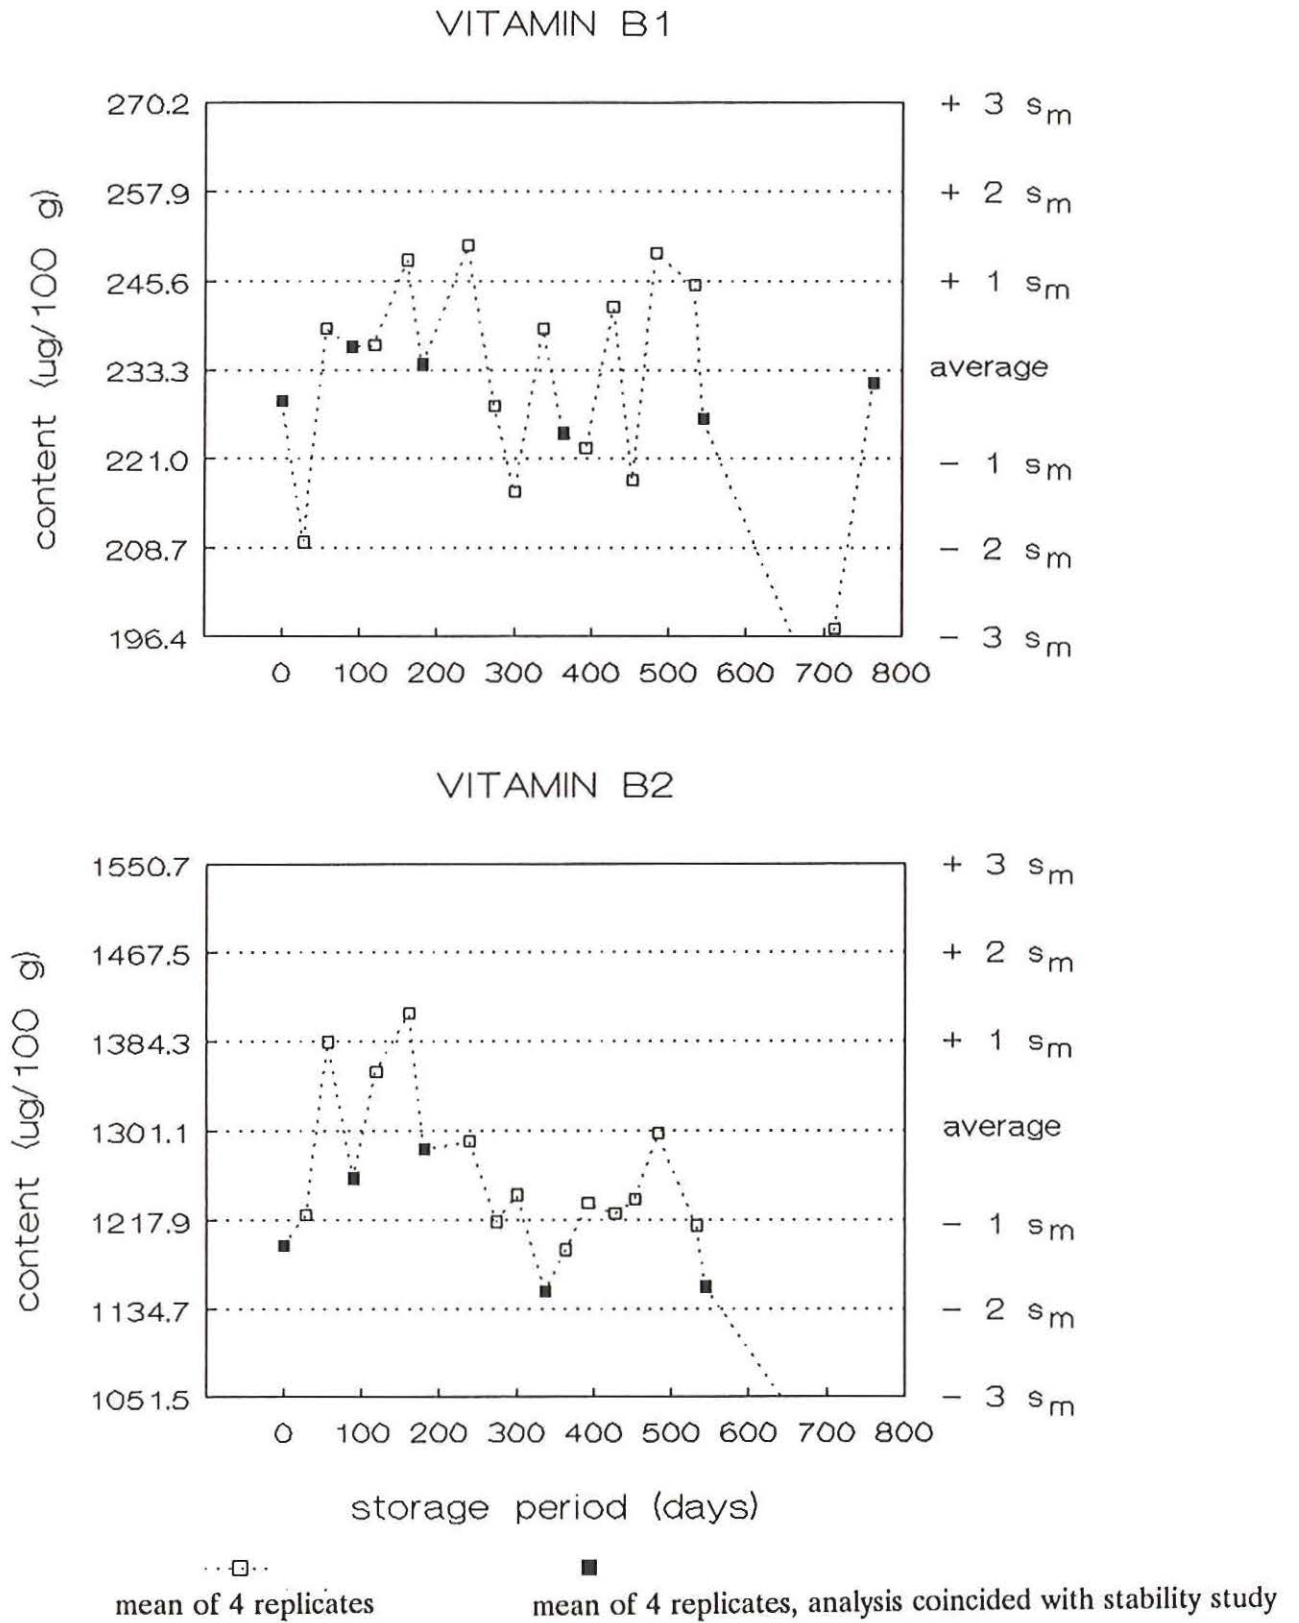 VITAMIN B1
content (ug/100 g)
270.2
257.9
245.6
233.3
221.0
208.7
196.4
+ 3 sm
+ 2 sm
+ 1 sm
average
- 1 sm
- 2 sm
- 3 sm
0 100 200 300 400 500 600 700 800
VITAMIN B2
content (ug/100 g)
1550.7
1467.5
1384.3
1301.1
1217.9
1134.7
1051.5
+ 3 sm
+ 2 sm
+ 1 sm
average
- 1 sm
- 2 sm
- 3 sm
0 100 200 300 400 500 600 700 800
storage period (days)
mean of 4 replicates
mean of 4 replicates, analysis coincided with stability study